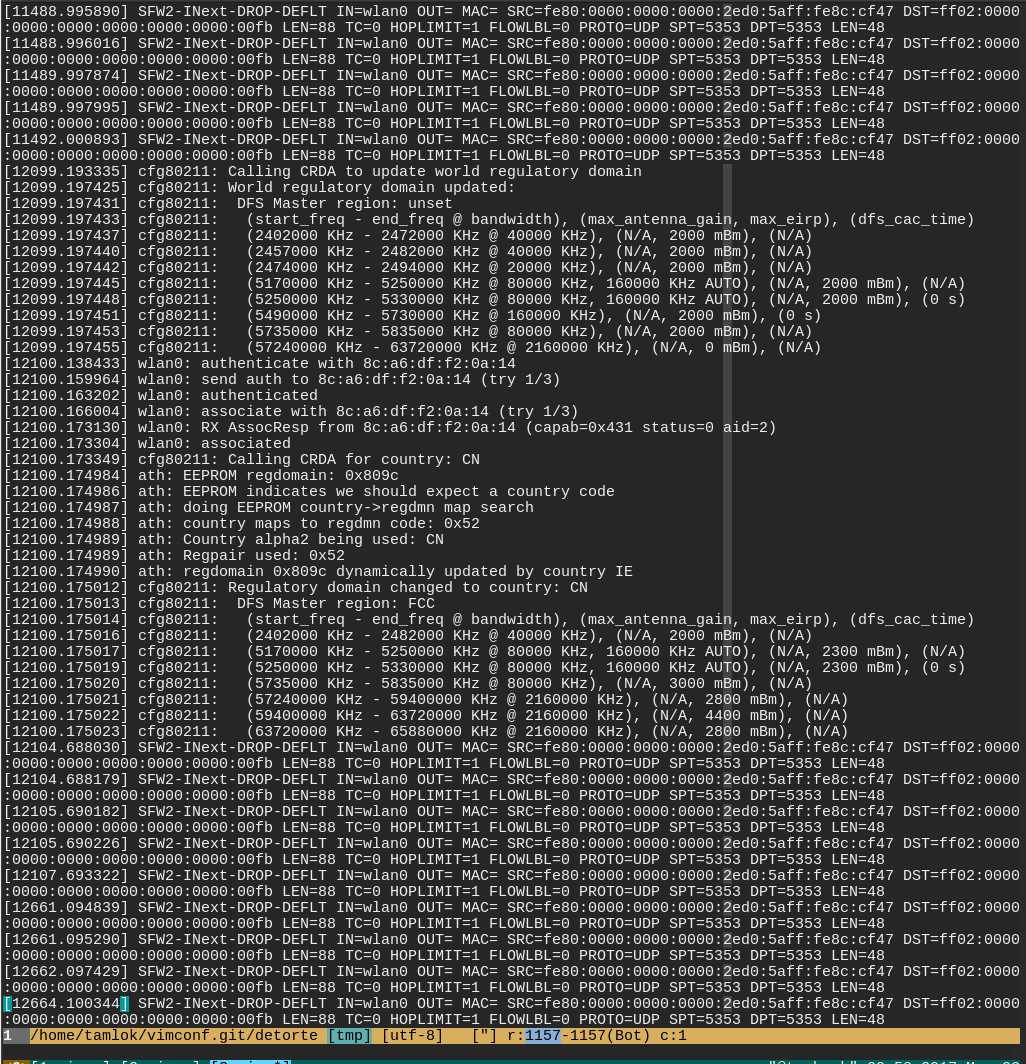 [11488.995890] SFW2-INext-DROP-DEFLT IN=wlan0 OUT= MAC= SRC=fe80:0000:0000:0000:2ed0:5aff:fe8c:cf47 DST=ff02:0000
:0000:0000:0000:0000:0000:00fb LEN=88 TC=0 HOPLIMIT=1 FLOWLBL=0 PROTO=UDP SPT=5353 DPT=5353 LEN=48
[11488.996016] SFW2-INext-DROP-DEFLT IN=wlan0 OUT= MAC= SRC=fe80:0000:0000:0000:2ed0:5aff:fe8c:cf47 DST=ff02:0000
:0000:0000:0000:0000:0000:00fb LEN=88 TC=0 HOPLIMIT=1 FLOWLBL=0 PROTO=UDP SPT=5353 DPT=5353 LEN=48
[11489.997874] SFW2-INext-DROP-DEFLT IN=wlan0 OUT= MAC= SRC=fe80:0000:0000:0000:2ed0:5aff:fe8c:cf47 DST=ff02:0000
:0000:0000:0000:0000:0000:00fb LEN=88 TC=0 HOPLIMIT=1 FLOWLBL=0 PROTO=UDP SPT=5353 DPT=5353 LEN=48
[11489.997995] SFW2-INext-DROP-DEFLT IN=wlan0 OUT= MAC= SRC=fe80:0000:0000:0000:2ed0:5aff:fe8c:cf47 DST=ff02:0000
:0000:0000:0000:0000:0000:00fb LEN=88 TC=0 HOPLIMIT=1 FLOWLBL=0 PROTO=UDP SPT=5353 DPT=5353 LEN=48
[11492.000893] SFW2-INext-DROP-DEFLT IN=wlan0 OUT= MAC= SRC=fe80:0000:0000:0000:2ed0:5aff:fe8c:cf47 DST=ff02:0000
:0000:0000:0000:0000:0000:00fb LEN=88 TC=0 HOPLIMIT=1 FLOWLBL=0 PROTO=UDP SPT=5353 DPT=5353 LEN=48
[12099.193335] cfg80211: Calling CRDA to update world regulatory domain
[12099.197425] cfg80211: World regulatory domain updated:
[12099.197431] cfg80211:  DFS Master region: unset
[12099.197433] cfg80211:   (start_freq - end_freq @ bandwidth), (max_antenna_gain, max_eirp), (dfs_cac_time)
[12099.197437] cfg80211:   (2402000 KHz - 2472000 KHz @ 40000 KHz), (N/A, 2000 mBm), (N/A)
[12099.197440] cfg80211:   (2457000 KHz - 2482000 KHz @ 40000 KHz), (N/A, 2000 mBm), (N/A)
[12099.197442] cfg80211:   (2474000 KHz - 2494000 KHz @ 20000 KHz), (N/A, 2000 mBm), (N/A)
[12099.197445] cfg80211:   (5170000 KHz - 5250000 KHz @ 80000 KHz, 160000 KHz AUTO), (N/A, 2000 mBm), (N/A)
[12099.197448] cfg80211:   (5250000 KHz - 5330000 KHz @ 80000 KHz, 160000 KHz AUTO), (N/A, 2000 mBm), (0 s)
[12099.197451] cfg80211:   (5490000 KHz - 5730000 KHz @ 160000 KHz), (N/A, 2000 mBm), (0 s)
[12099.197453] cfg80211:   (5735000 KHz - 5835000 KHz @ 80000 KHz), (N/A, 2000 mBm), (N/A)
[12099.197455] cfg80211:   (57240000 KHz - 63720000 KHz @ 2160000 KHz), (N/A, 0 mBm), (N/A)
[12100.138433] wlan0: authenticate with 8c:a6:df:f2:0a:14
[12100.159964] wlan0: send auth to 8c:a6:df:f2:0a:14 (try 1/3)
[12100.163202] wlan0: authenticated
[12100.166004] wlan0: associate with 8c:a6:df:f2:0a:14 (try 1/3)
[12100.173130] wlan0: RX AssocResp from 8c:a6:df:f2:0a:14 (capab=0x431 status=0 aid=2)
[12100.173304] wlan0: associated
[12100.173349] cfg80211: Calling CRDA for country: CN
[12100.174984] ath: EEPROM regdomain: 0x809c
[12100.174986] ath: EEPROM indicates we should expect a country code
[12100.174987] ath: doing EEPROM country->regdmn map search
[12100.174988] ath: country maps to regdmn code: 0x52
[12100.174989] ath: Country alpha2 being used: CN
[12100.174989] ath: Regpair used: 0x52
[12100.174990] ath: regdomain 0x809c dynamically updated by country IE
[12100.175012] cfg80211: Regulatory domain changed to country: CN
[12100.175013] cfg80211:  DFS Master region: FCC
[12100.175014] cfg80211:   (start_freq - end_freq @ bandwidth), (max_antenna_gain, max_eirp), (dfs_cac_time)
[12100.175016] cfg80211:   (2402000 KHz - 2482000 KHz @ 40000 KHz), (N/A, 2000 mBm), (N/A)
[12100.175017] cfg80211:   (5170000 KHz - 5250000 KHz @ 80000 KHz, 160000 KHz AUTO), (N/A, 2300 mBm), (N/A)
[12100.175019] cfg80211:   (5250000 KHz - 5330000 KHz @ 80000 KHz, 160000 KHz AUTO), (N/A, 2300 mBm), (0 s)
[12100.175020] cfg80211:   (5735000 KHz - 5835000 KHz @ 80000 KHz), (N/A, 3000 mBm), (N/A)
[12100.175021] cfg80211:   (57240000 KHz - 59400000 KHz @ 2160000 KHz), (N/A, 2800 mBm), (N/A)
[12100.175022] cfg80211:   (59400000 KHz - 63720000 KHz @ 2160000 KHz), (N/A, 4400 mBm), (N/A)
[12100.175023] cfg80211:   (63720000 KHz - 65880000 KHz @ 2160000 KHz), (N/A, 2800 mBm), (N/A)
[12104.688030] SFW2-INext-DROP-DEFLT IN=wlan0 OUT= MAC= SRC=fe80:0000:0000:0000:2ed0:5aff:fe8c:cf47 DST=ff02:0000
:0000:0000:0000:0000:0000:00fb LEN=88 TC=0 HOPLIMIT=1 FLOWLBL=0 PROTO=UDP SPT=5353 DPT=5353 LEN=48
[12104.688179] SFW2-INext-DROP-DEFLT IN=wlan0 OUT= MAC= SRC=fe80:0000:0000:0000:2ed0:5aff:fe8c:cf47 DST=ff02:0000
:0000:0000:0000:0000:0000:00fb LEN=88 TC=0 HOPLIMIT=1 FLOWLBL=0 PROTO=UDP SPT=5353 DPT=5353 LEN=48
[12105.690182] SFW2-INext-DROP-DEFLT IN=wlan0 OUT= MAC= SRC=fe80:0000:0000:0000:2ed0:5aff:fe8c:cf47 DST=ff02:0000
:0000:0000:0000:0000:0000:00fb LEN=88 TC=0 HOPLIMIT=1 FLOWLBL=0 PROTO=UDP SPT=5353 DPT=5353 LEN=48
[12105.690226] SFW2-INext-DROP-DEFLT IN=wlan0 OUT= MAC= SRC=fe80:0000:0000:0000:2ed0:5aff:fe8c:cf47 DST=ff02:0000
:0000:0000:0000:0000:0000:00fb LEN=88 TC=0 HOPLIMIT=1 FLOWLBL=0 PROTO=UDP SPT=5353 DPT=5353 LEN=48
[12107.693322] SFW2-INext-DROP-DEFLT IN=wlan0 OUT= MAC= SRC=fe80:0000:0000:0000:2ed0:5aff:fe8c:cf47 DST=ff02:0000
:0000:0000:0000:0000:0000:00fb LEN=88 TC=0 HOPLIMIT=1 FLOWLBL=0 PROTO=UDP SPT=5353 DPT=5353 LEN=48
[12661.094839] SFW2-INext-DROP-DEFLT IN=wlan0 OUT= MAC= SRC=fe80:0000:0000:0000:2ed0:5aff:fe8c:cf47 DST=ff02:0000
:0000:0000:0000:0000:0000:00fb LEN=88 TC=0 HOPLIMIT=1 FLOWLBL=0 PROTO=UDP SPT=5353 DPT=5353 LEN=48
[12661.095290] SFW2-INext-DROP-DEFLT IN=wlan0 OUT= MAC= SRC=fe80:0000:0000:0000:2ed0:5aff:fe8c:cf47 DST=ff02:0000
:0000:0000:0000:0000:0000:00fb LEN=88 TC=0 HOPLIMIT=1 FLOWLBL=0 PROTO=UDP SPT=5353 DPT=5353 LEN=48
[12662.097429] SFW2-INext-DROP-DEFLT IN=wlan0 OUT= MAC= SRC=fe80:0000:0000:0000:2ed0:5aff:fe8c:cf47 DST=ff02:0000
:0000:0000:0000:0000:0000:00fb LEN=88 TC=0 HOPLIMIT=1 FLOWLBL=0 PROTO=UDP SPT=5353 DPT=5353 LEN=48
[12664.100344] SFW2-INext-DROP-DEFLT IN=wlan0 OUT= MAC= SRC=fe80:0000:0000:0000:2ed0:5aff:fe8c:cf47 DST=ff02:0000
:0000:0000:0000:0000:0000:00fb LEN=88 TC=0 HOPLIMIT=1 FLOWLBL=0 PROTO=UDP SPT=5353 DPT=5353 LEN=48
1  /home/tamlok/vimconf.git/detorte [tmp] [utf-8]   ["] r:1157-1157(Bot) c:1